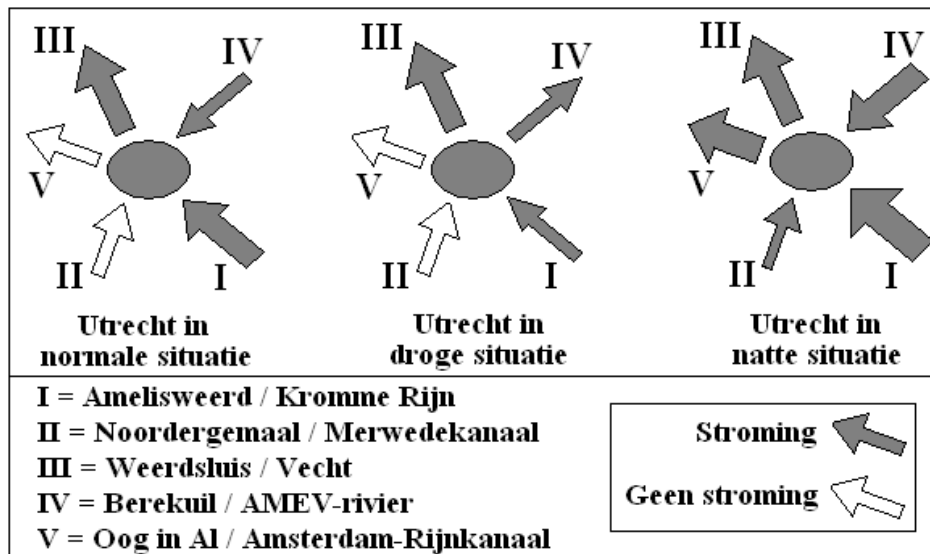 III
IV
V
II
I
Utrecht in
normale situatie
III
IV
V
II
I
Utrecht in
droge situatie
III
IV
V
II
I
Utrecht in
natte situatie
I = Amelisweerd / Kromme Rijn
II = Noordergemaal / Merwedekanaal
III = Weerdsluis / Vecht
IV = Berekuil / AMEV-rivier
V = Oog in Al / Amsterdam-Rijnkanaal
Stroming
Geen stroming